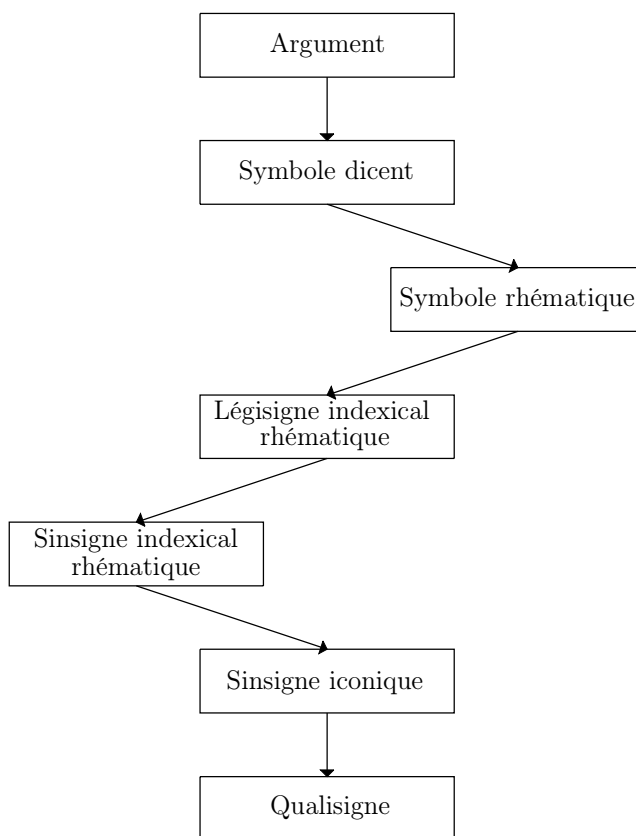 Argument
Symbole dicent
Symbole rhématique
Légisigne indexical
rhématique
Sinsigne indexical
rhématique
Sinsigne iconique
Qualisigne